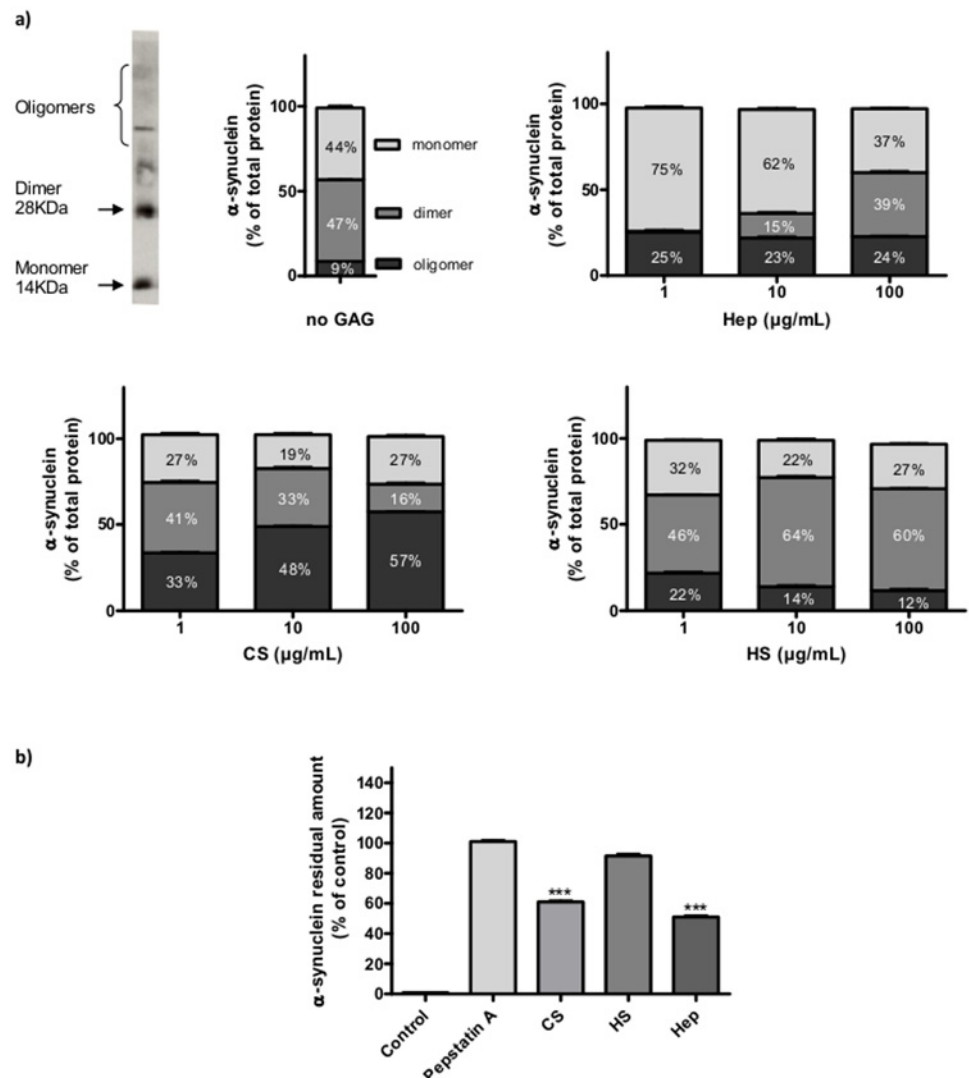 a)
Oligomers
Dimer
28KDa
Monomer
14KDa
α-synuclein
(% of total protein)
100
50
0
44%
47%
9%
monomer
dimer
oligomer
no GAG
α-synuclein
(% of total protein)
100
50
0
75%
25%
62%
15%
23%
37%
39%
24%
1
10
100
Hep (µg/mL)
α-synuclein
(% of total protein)
100
50
0
27%
41%
33%
19%
33%
48%
27%
16%
57%
1
10
100
CS (µg/mL)
α-synuclein
(% of total protein)
100
50
0
32%
46%
22%
22%
64%
14%
27%
60%
12%
1
10
100
HS (µg/mL)
b)
α-synuclein residual amount
(% of control)
140
120
100
80
60
40
20
0
***
***
Control
Pepstatin A
CS
HS
Hep